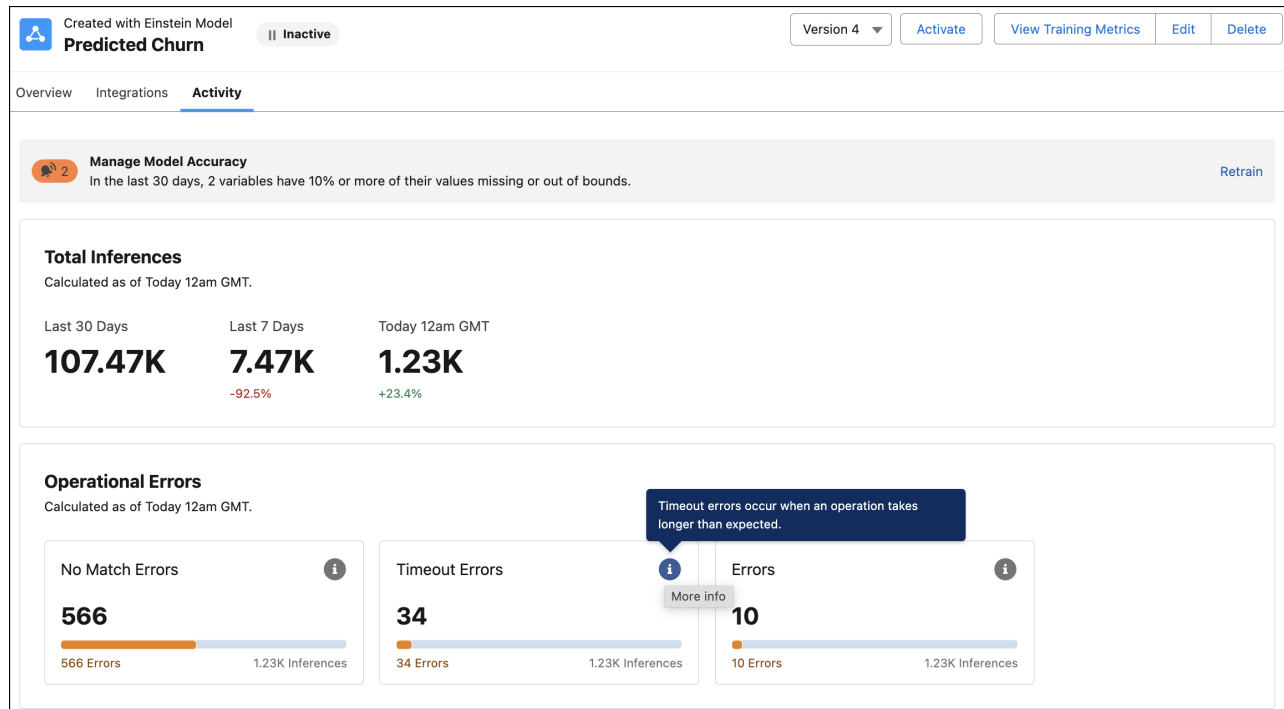 Created with Einstein Model
Predicted Churn
Inactive
Version 4
Activate
View Training Metrics
Edit
Delete
Overview
Integrations
Activity
2
Manage Model Accuracy
In the last 30 days, 2 variables have 10% or more of their values missing or out of bounds.
Retrain
Total Inferences
Calculated as of Today 12am GMT.
Last 30 Days
Last 7 Days
Today 12am GMT
107.47K
7.47K
1.23K
-92.5%
+23.4%
Operational Errors
Calculated as of Today 12am GMT.
Timeout errors occur when an operation takes
longer than expected.
No Match Errors
i
Timeout Errors
i
Errors
i
More info
566
34
10
566 Errors
1.23K Inferences
34 Errors
1.23K Inferences
10 Errors
1.23K Inferences